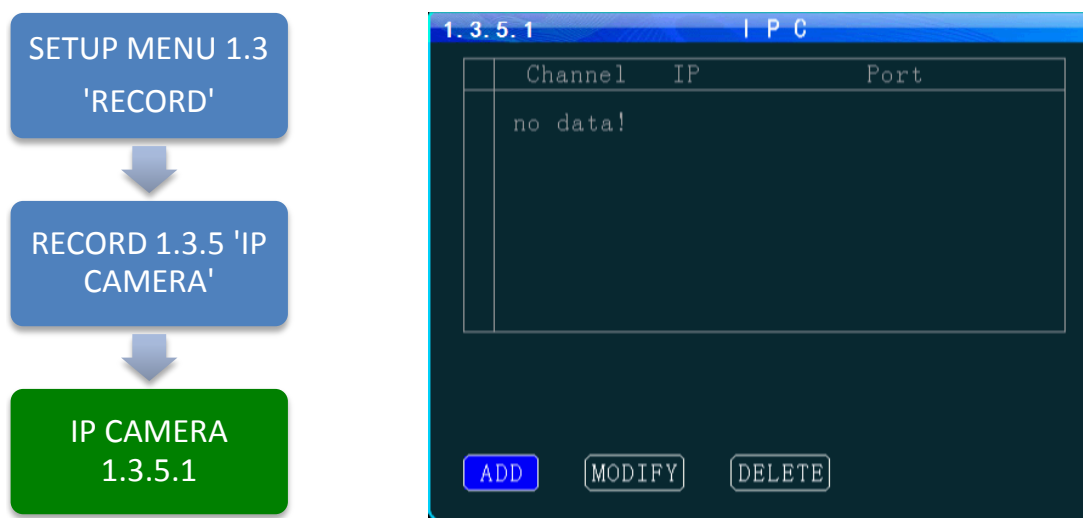 SETUP MENU 1.3
'RECORD'
RECORD 1.3.5 'IP
CAMERA'
IP CAMERA
1.3.5.1
1.3.5.1 IPC
Channel IP Port
no data!
ADD MODIFY DELETE